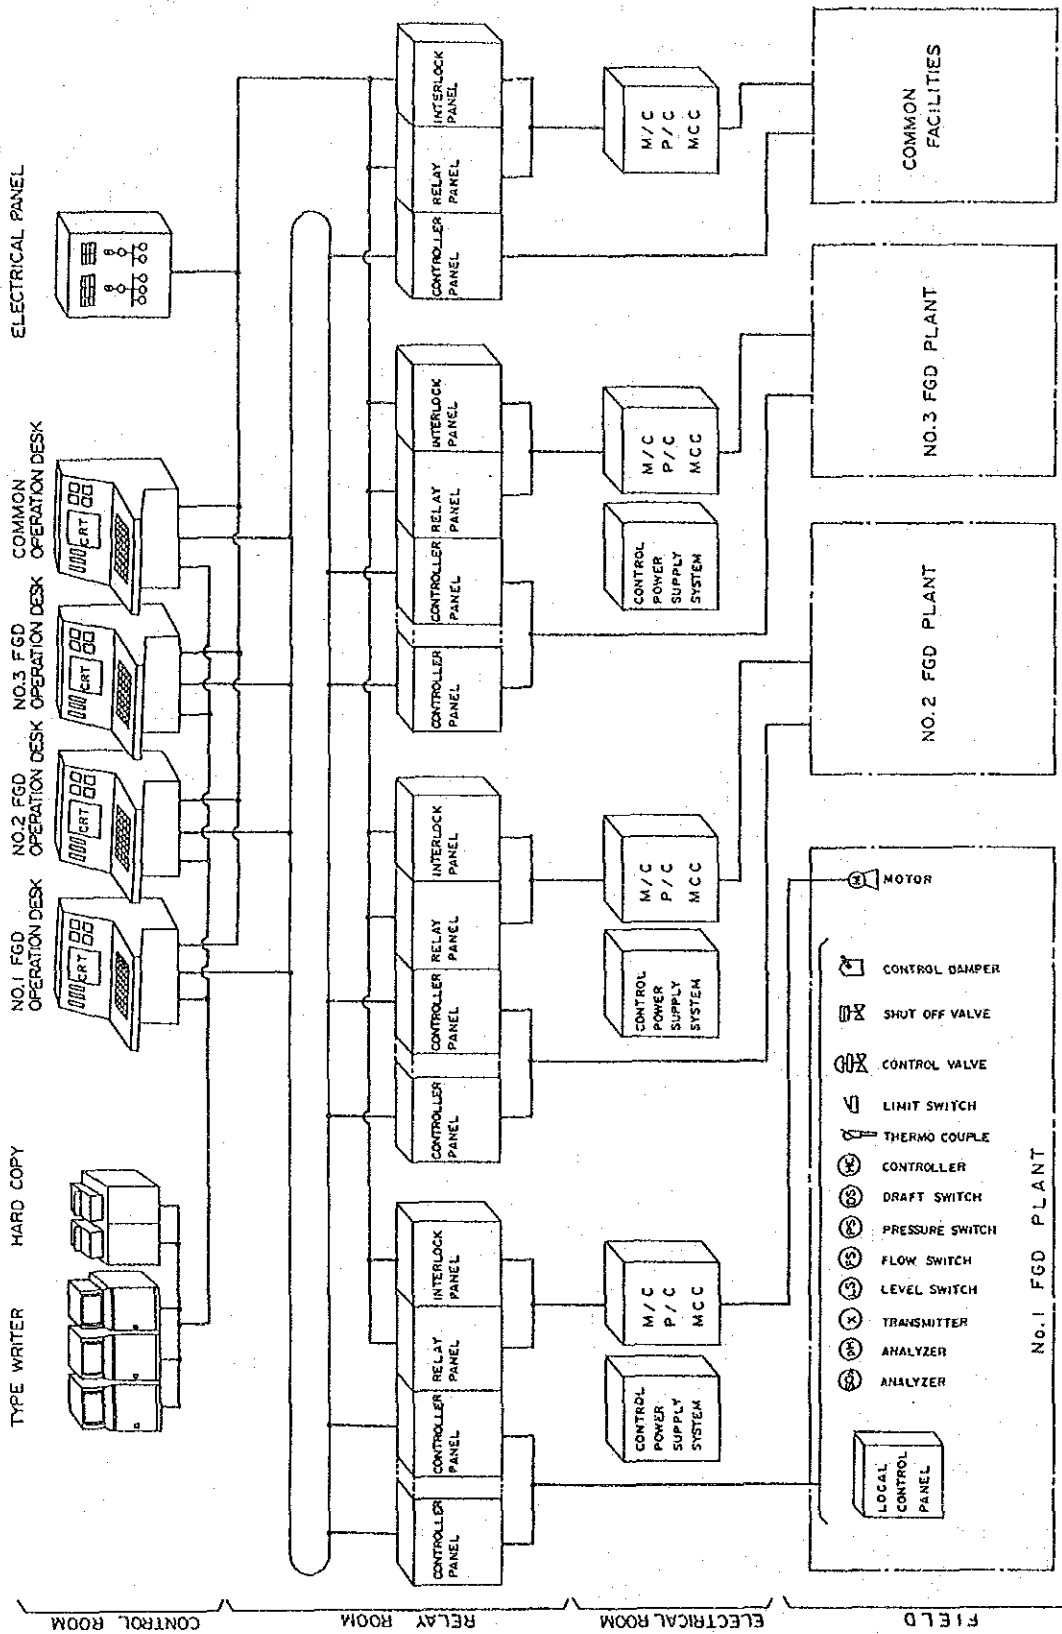 CONTROL ROOM
TYPE WRITER
HARD COPY
NO.1 FGD
OPERATION DESK
NO.2 FGD
OPERATION DESK
NO.3 FGD
OPERATION DESK
COMMON
OPERATION DESK
ELECTRICAL PANEL
CRT
CRT
CRT
CRT
RELAY ROOM
CONTROLLER
PANEL
CONTROLLER
PANEL
RELAY
PANEL
INTERLOCK
PANEL
CONTROLLER
PANEL
CONTROLLER
PANEL
RELAY
PANEL
INTERLOCK
PANEL
CONTROLLER
PANEL
CONTROLLER
PANEL
RELAY
PANEL
INTERLOCK
PANEL
CONTROLLER
PANEL
RELAY
PANEL
INTERLOCK
PANEL
ELECTRICAL ROOM
CONTROL
POWER
SUPPLY
SYSTEM
M/C
P/C
MCC
CONTROL
POWER
SUPPLY
SYSTEM
M/C
P/C
MCC
CONTROL
POWER
SUPPLY
SYSTEM
M/C
P/C
MCC
M/C
P/C
MCC
FIELD
LOCAL
CONTROL
PANEL
ANALYZER
ANALYZER
X TRANSMITTER
LS LEVEL SWITCH
FS FLOW SWITCH
PS PRESSURE SWITCH
DS DRAFT SWITCH
CONTROLLER
THERMO COUPLE
LIMIT SWITCH
CONTROL VALVE
SHUT OFF VALVE
CONTROL DAMPER
M MOTOR
No.1 FGD PLANT
NO.2 FGD PLANT
NO.3 FGD PLANT
COMMON
FACILITIES